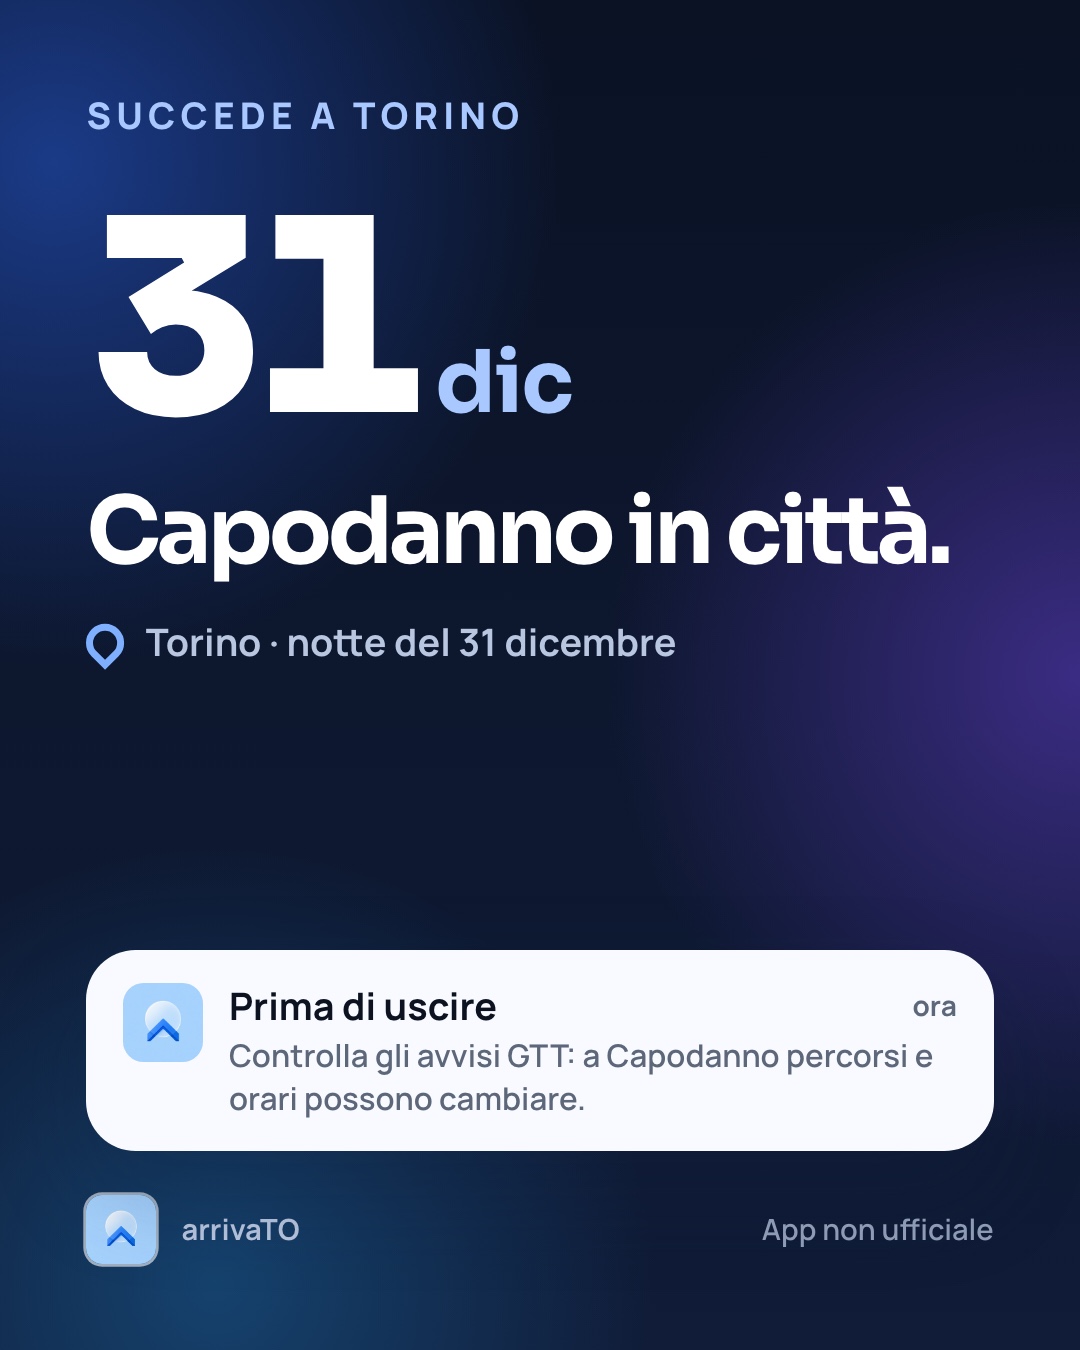 SUCCEDE A TORINO
31 dic
Capodanno in città.
Torino · notte del 31 dicembre
Prima di uscire ora
Controlla gli avvisi GTT: a Capodanno percorsi e
orari possono cambiare.
arrivaTO App non ufficiale